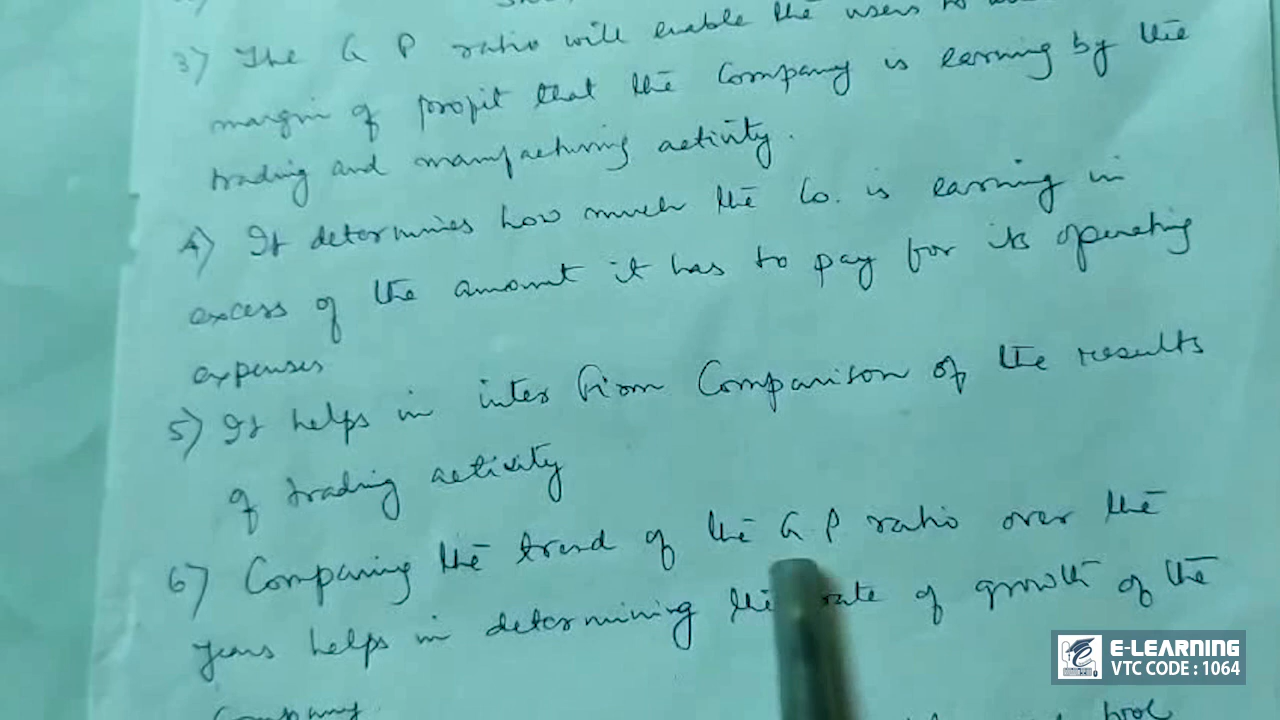 3) The G P ratio will enable the users to
margin of profit that the Company is earning by the
trading and manufacturing activity.
4) It determines how much the Co. is earning in
excess of the amount it has to pay for its operating
expenses
5) It helps in inter Firm Comparison of the results
of trading activity
6) Comparing the trend of the G P ratio over the
years helps in determining the rate of growth of the
Company.
E-LEARNING
VTC CODE : 1064